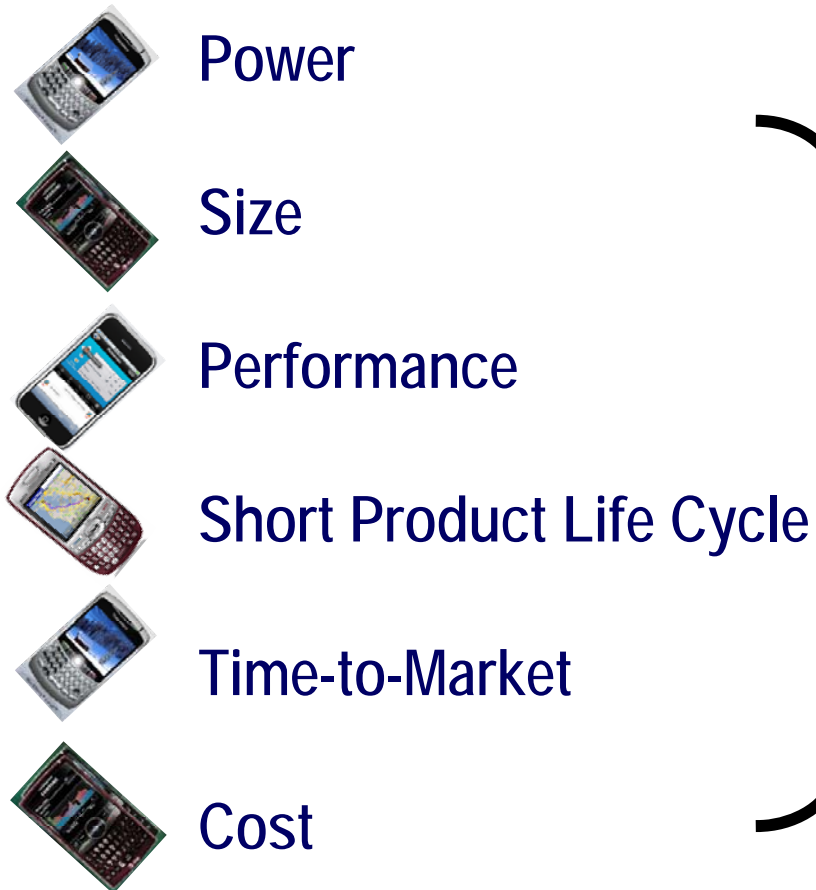 Power
Size
Performance
Short Product Life Cycle
Time-to-Market
Cost